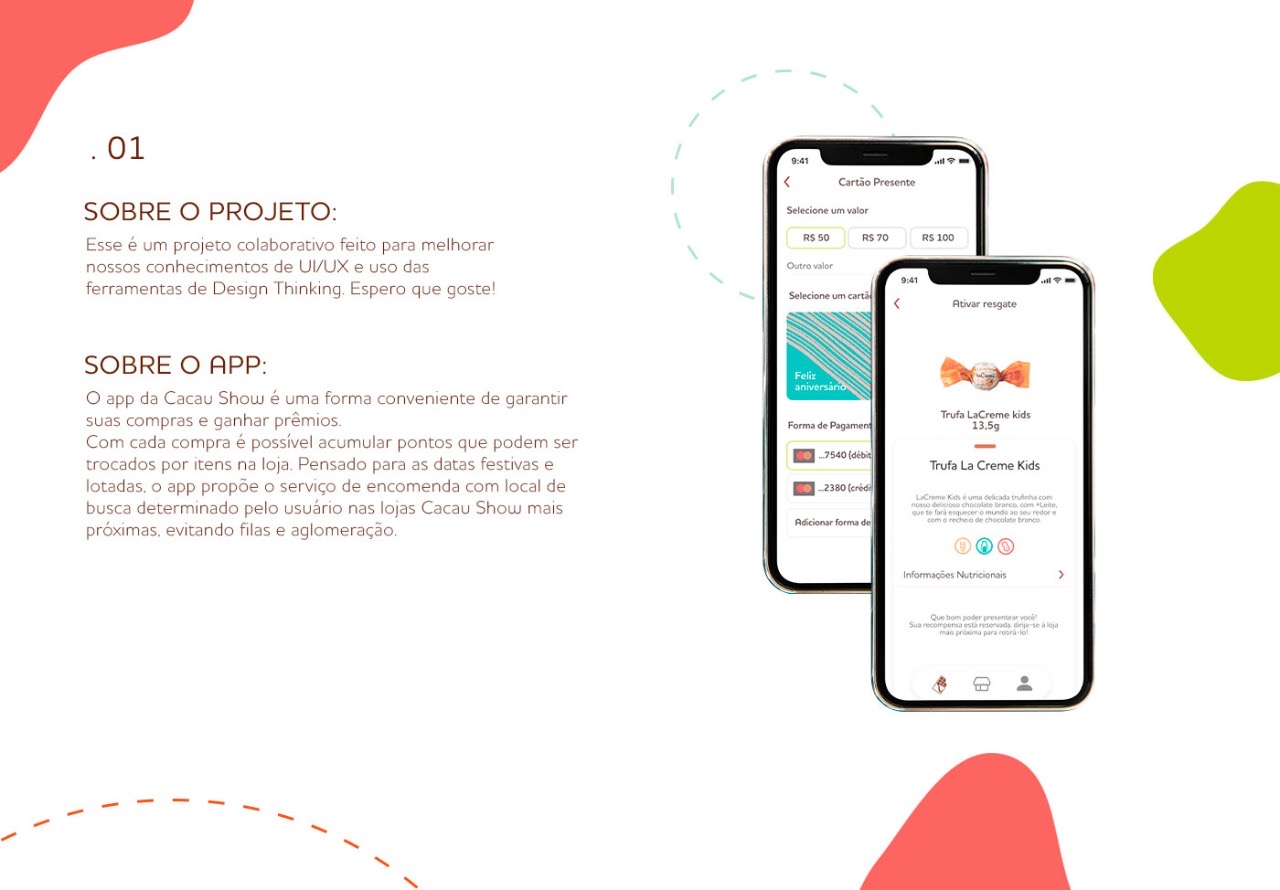 . 01
SOBRE O PROJETO:
Esse é um projeto colaborativo feito para melhorar
nossos conhecimentos de UI/UX e uso das
ferramentas de Design Thinking. Espero que goste!
SOBRE O APP:
O app da Cacau Show é uma forma conveniente de garantir
suas compras e ganhar prêmios.
Com cada compra é possível acumular pontos que podem ser
trocados por itens na loja. Pensado para as datas festivas e
lotadas, o app propõe o serviço de encomenda com local de
busca determinado pelo usuário nas lojas Cacau Show mais
próximas, evitando filas e aglomeração.
9:41
Cartão Presente
Selecione um valor
R$ 50 R$ 70 R$ 100
Outro valor
Selecione um cartã
Feliz
aniversário
Forma de Pagament
...7540 (débit
...2380 (crédi
Adicionar forma de
9:41
Ativar resgate
Trufa LaCreme kids
13,5g
Trufa La Creme Kids
LaCreme Kids é uma delicada trufinha com
nosso delicioso chocolate branco, com +Leite,
que te fará esquecer o mundo ao seu redor e
com o recheio de chocolate branco.
Informações Nutricionais
Que bom poder presentear você!
Sua recompensa está reservada, dirija-se à loja
mais próxima para retirá-lo!